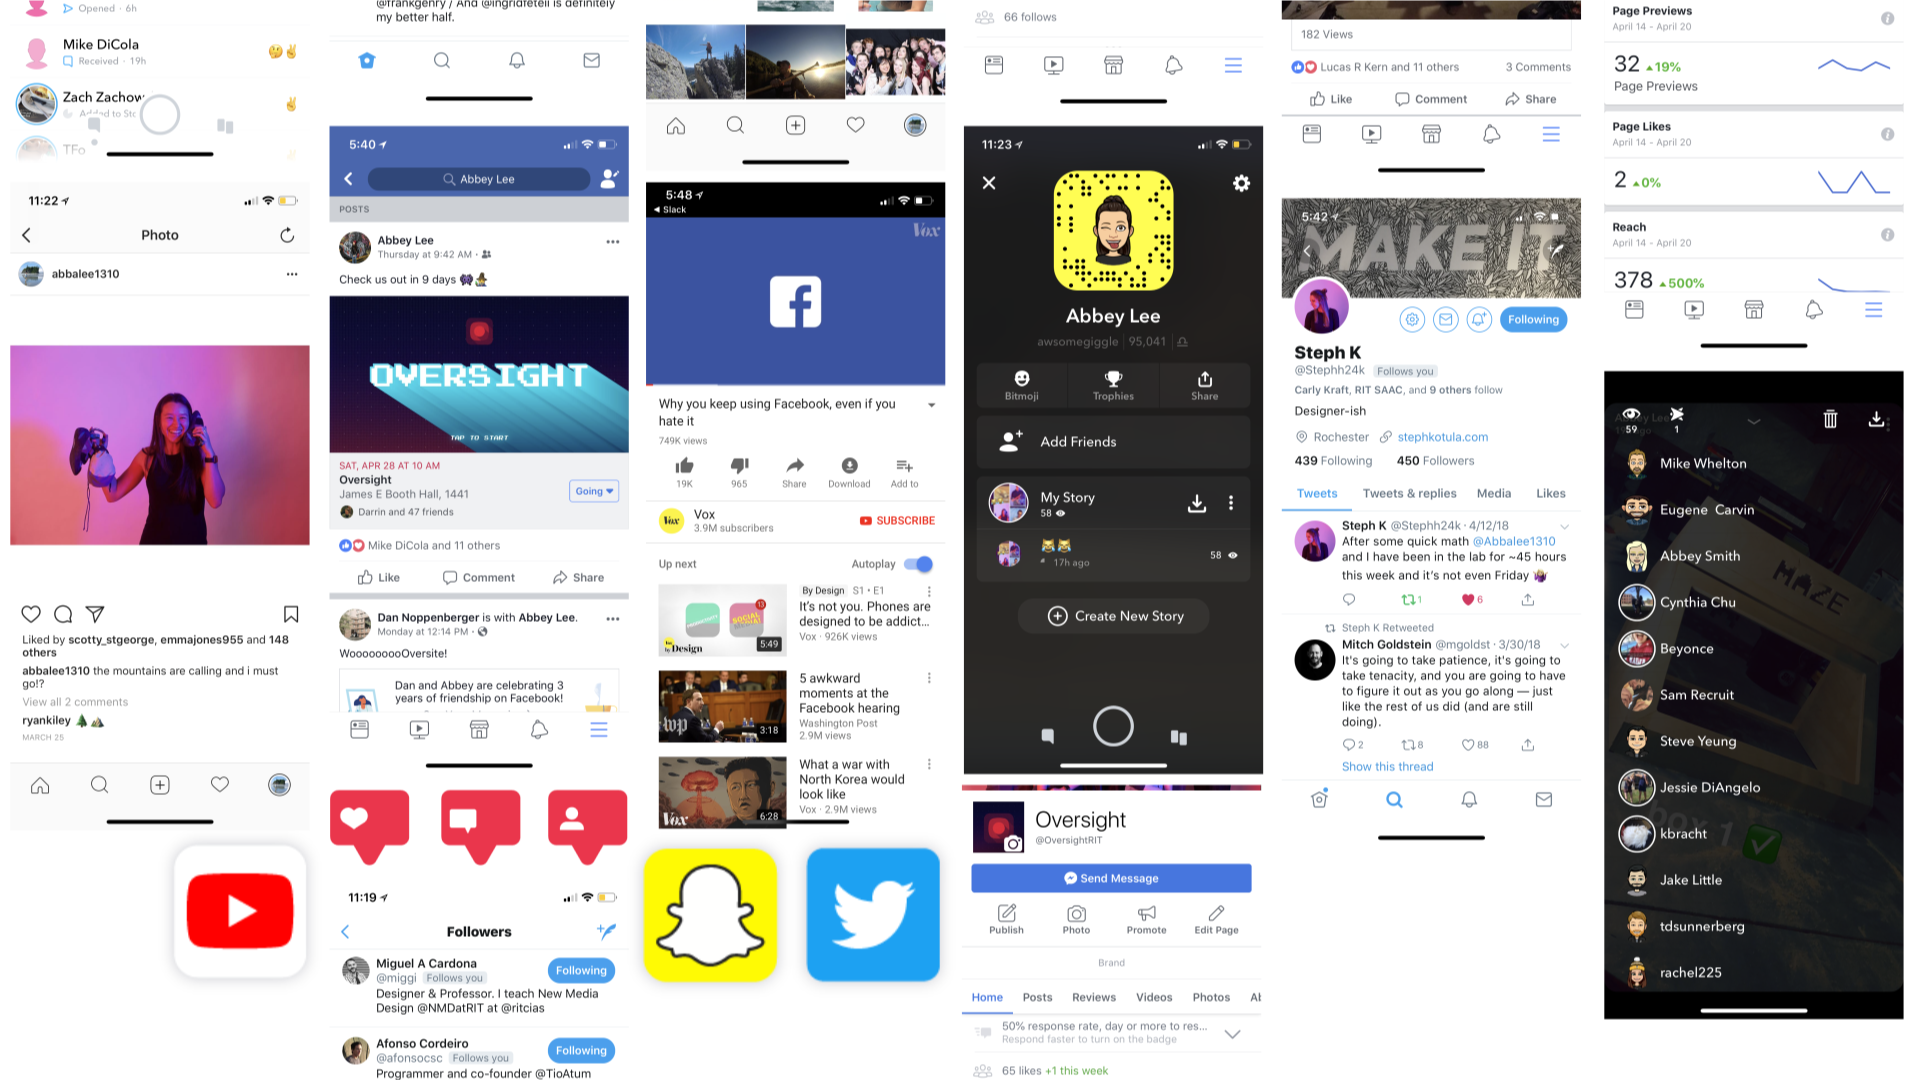 Opened · 6h
Mike DiCola
Received · 19h
Zach Zachow
Added to Sto
TFo
11:22
Photo
abbalee1310
Liked by scotty_stgeorge, emmajones955 and 148
others
abbalee1310 the mountains are calling and i must
go!?
View all 2 comments
ryankiley
MARCH 25
@frankgenry / And @ingridfeteii is definitely
my better half.
5:40
Abbey Lee
POSTS
Abbey Lee
Thursday at 9:42 AM ·
Check us out in 9 days
OVERSIGHT
TAP TO START
SAT, APR 28 AT 10 AM
Oversight
James E Booth Hall, 1441
Going
Darrin and 47 friends
Mike DiCola and 11 others
Like
Comment
Share
Dan Noppenberger is with Abbey Lee.
Monday at 12:14 PM ·
WoooooooOversite!
Dan and Abbey are celebrating 3
years of friendship on Facebook!
11:19
Followers
Miguel A Cardona
@miggi Follows you
Following
Designer & Professor. I teach New Media
Design @NMDatRIT at @ritcias
Afonso Cordeiro
@afonsocsc Follows you
Following
Programmer and co-founder @TioAtum
5:48
Slack
Vox
Why you keep using Facebook, even if you
hate it
749K views
19K
965
Share
Download
Add to
Vox
3.9M subscribers
SUBSCRIBE
Up next
Autoplay
By Design S1 • E1
It's not you. Phones are
designed to be addict...
Vox · 926K views
SOCIAL
13
by Design
5:49
5 awkward
moments at the
Facebook hearing
Washington Post
2.9M views
wp
3:18
What a war with
North Korea would
look like
Vox · 2.9M views
Vox
6:28
66 follows
11:23
Abbey Lee
awsomegiggle 95,041
Bitmoji
Trophies
Share
Add Friends
My Story
58
17h ago
58
Create New Story
Oversight
@OversightRIT
Send Message
Publish
Photo
Promote
Edit Page
Brand
Home
Posts
Reviews
Videos
Photos
Al
50% response rate, day or more to res...
Respond faster to turn on the badge
65 likes +1 this week
182 Views
Lucas R Kern and 11 others
3 Comments
Like
Comment
Share
5:42
MAKE IT
Following
Steph K
@Stephh24k Follows you
Carly Kraft, RIT SAAC, and 9 others follow
Designer-ish
Rochester stephkotula.com
439 Following 450 Followers
Tweets
Tweets & replies
Media
Likes
Steph K @Stephh24k · 4/12/18
After some quick math @Abbalee1310
and I have been in the lab for ~45 hours
this week and it's not even Friday
1
6
Steph K Retweeted
Mitch Goldstein @mgoldst · 3/30/18
It's going to take patience, it's going to
take tenacity, and you are going to have
to figure it out as you go along — just
like the rest of us did (and are still
doing).
2
8
88
Show this thread
Page Previews
April 14 - April 20
32 19%
Page Previews
Page Likes
April 14 - April 20
2 0%
Reach
April 14 - April 20
378 500%
59
1
Mike Whelton
Eugene Carvin
Abbey Smith
Cynthia Chu
MAZE
Beyonce
Sam Recruit
Steve Yeung
Jessie DiAngelo
kbracht
Jake Little
tdsunnerberg
rachel225